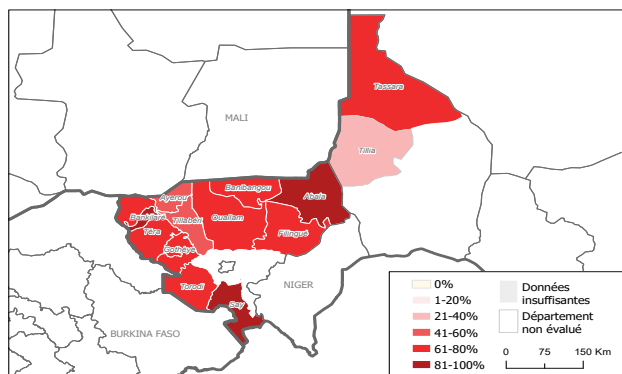 Tassara
MALI
Tillia
Banibangou
Abala
Ayerou
Bankilaré
Tillabéri
Ouallam
Téra
Filingué
Gothèye
Torodi
Say
NIGER
BURKINA FASO
0%
1-20%
21-40%
41-60%
61-80%
81-100%
Données
insuffisantes
Département
non évalué
0 75 150 Km